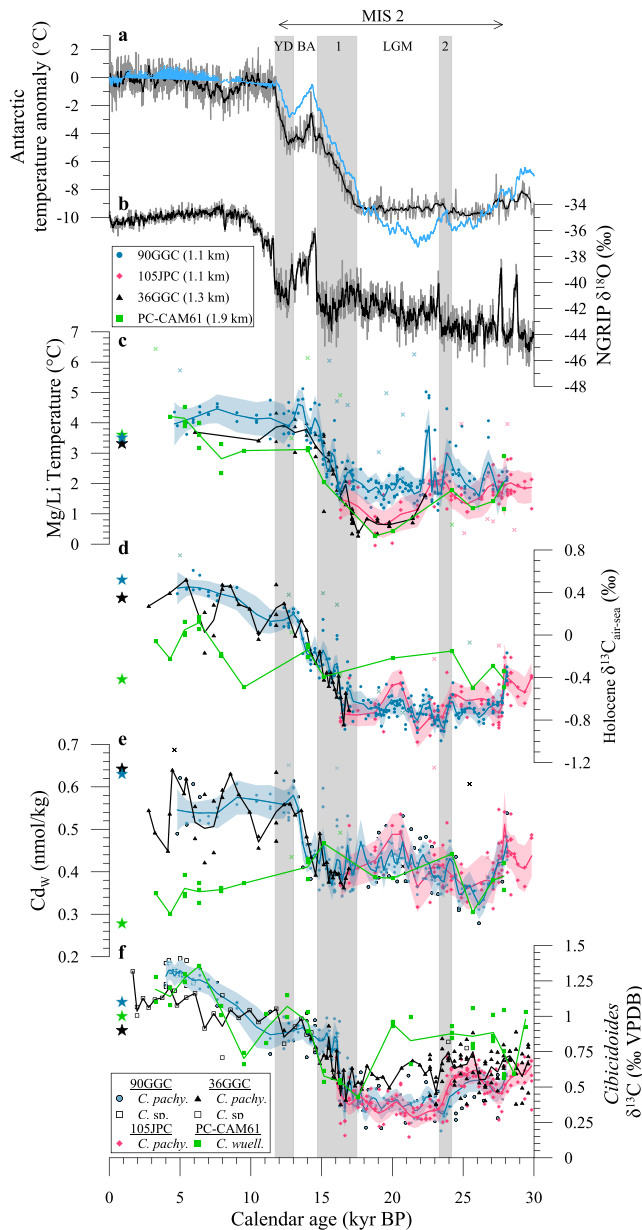 MIS 2
YD
BA
1
LGM
2
a
2
0
-2
-4
-6
-8
-10
Antarctic
temperature anomaly (°C)
b
-34
-36
-38
-40
-42
-44
-46
-48
NGRIP δ18O (‰)
90GGC (1.1 km)
105JPC (1.1 km)
36GGC (1.3 km)
PC-CAM61 (1.9 km)
c
7
6
5
4
3
2
1
0
Mg/Li Temperature (°C)
d
0.8
0.4
0
-0.4
-0.8
-1.2
Holocene δ13Cair-sea (‰)
e
0.7
0.6
0.5
0.4
0.3
0.2
CdW (nmol/kg)
f
1.5
1.25
1
0.75
0.5
0.25
0
Cibicidoides
δ13C (‰ VPDB)
90GGC 36GGC
C. pachy. C. pachy.
C. sp. C. sp
105JPC PC-CAM61
C. pachy. C. wuell.
0 5 10 15 20 25 30
Calendar age (kyr BP)